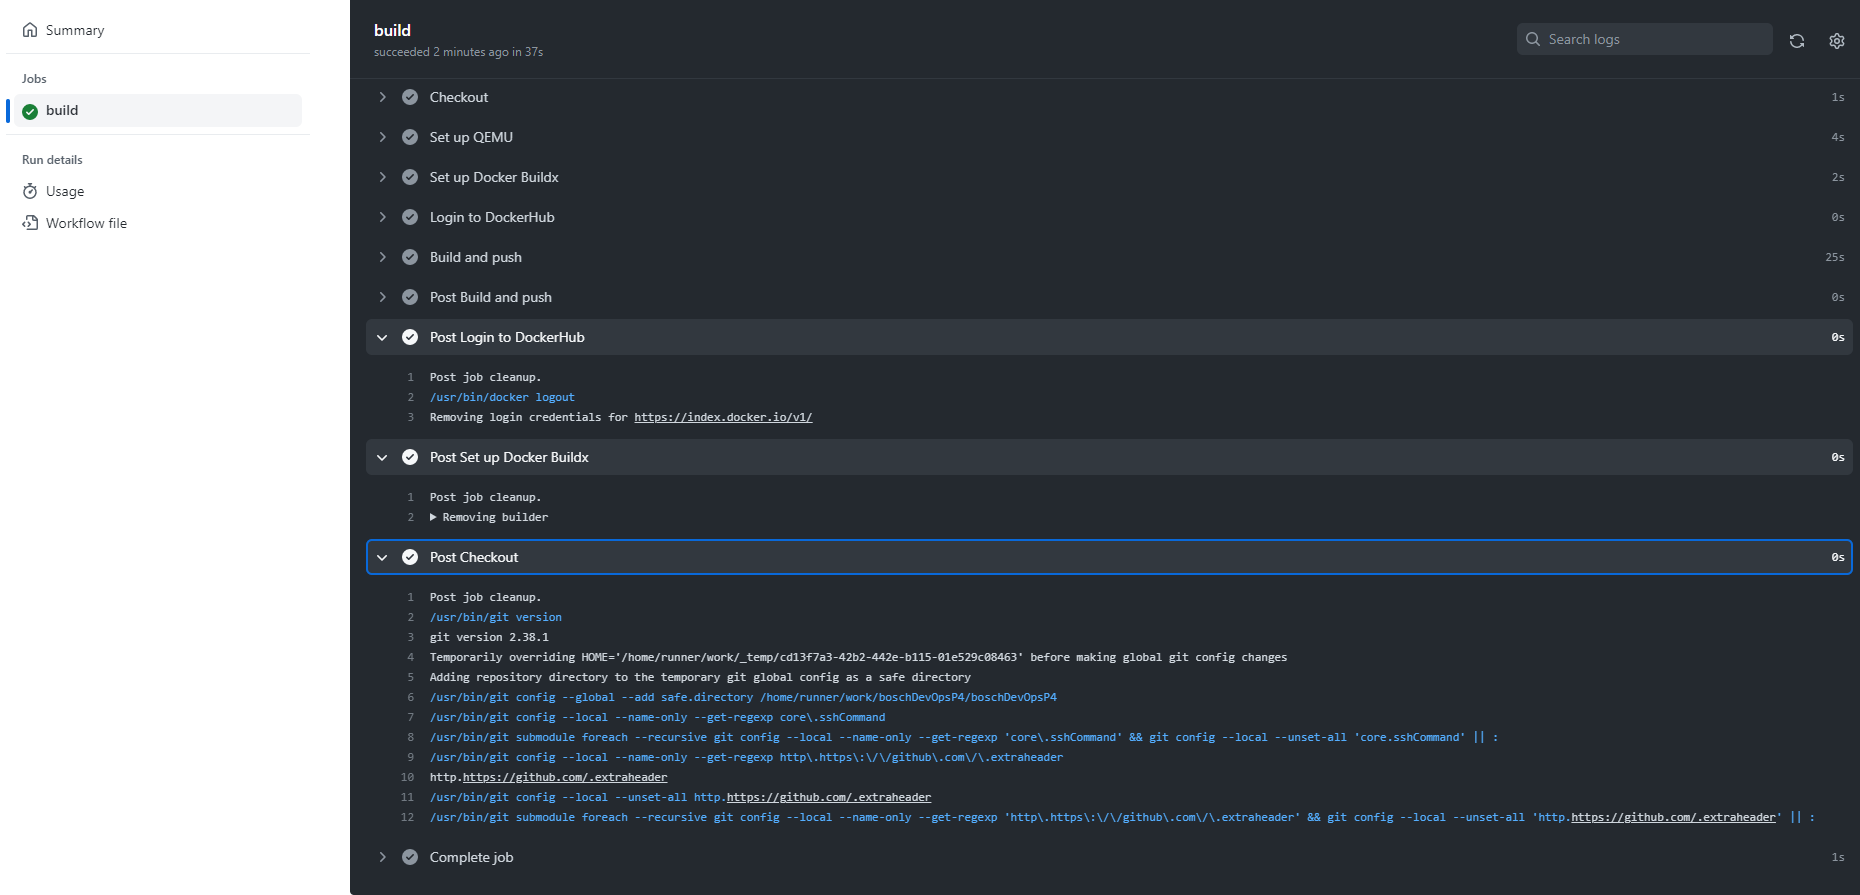 Summary
Jobs
build
Run details
Usage
Workflow file
build
succeeded 2 minutes ago in 37s
Search logs
Checkout 1s
Set up QEMU 4s
Set up Docker Buildx 2s
Login to DockerHub 0s
Build and push 25s
Post Build and push 0s
Post Login to DockerHub 0s
1 Post job cleanup.
2 /usr/bin/docker logout
3 Removing login credentials for https://index.docker.io/v1/
Post Set up Docker Buildx 0s
1 Post job cleanup.
2 ▶ Removing builder
Post Checkout 0s
1 Post job cleanup.
2 /usr/bin/git version
3 git version 2.38.1
4 Temporarily overriding HOME='/home/runner/work/_temp/cd13f7a3-42b2-442e-b115-01e529c08463' before making global git config changes
5 Adding repository directory to the temporary git global config as a safe directory
6 /usr/bin/git config --global --add safe.directory /home/runner/work/boschDevOpsP4/boschDevOpsP4
7 /usr/bin/git config --local --name-only --get-regexp core\.sshCommand
8 /usr/bin/git submodule foreach --recursive git config --local --name-only --get-regexp 'core\.sshCommand' && git config --local --unset-all 'core.sshCommand' || :
9 /usr/bin/git config --local --name-only --get-regexp http\.https\:\/\/github\.com\/\.extraheader
10 http.https://github.com/.extraheader
11 /usr/bin/git config --local --unset-all http.https://github.com/.extraheader
12 /usr/bin/git submodule foreach --recursive git config --local --name-only --get-regexp 'http\.https\:\/\/github\.com\/\.extraheader' && git config --local --unset-all 'http.https://github.com/.extraheader' || :
Complete job 1s